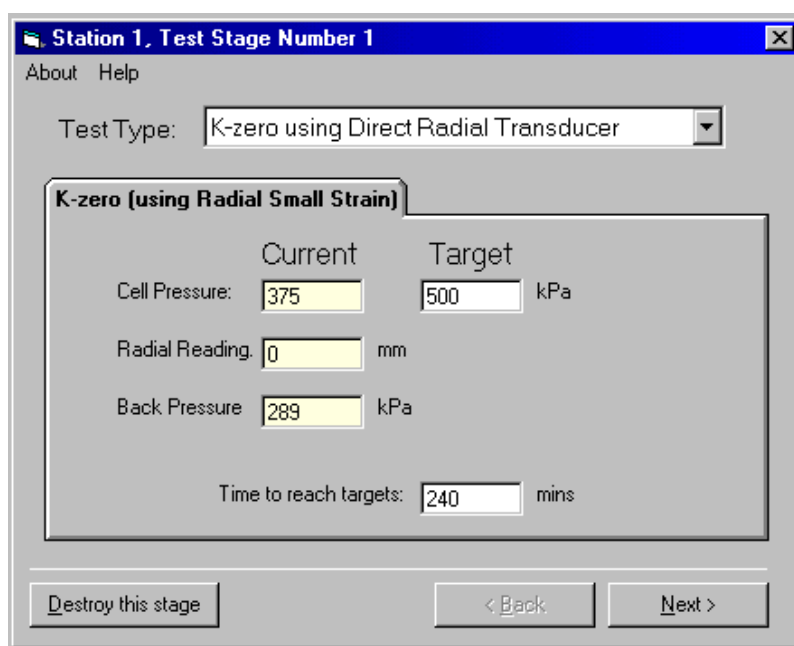 Station 1, Test Stage Number 1
About Help
Test Type: K-zero using Direct Radial Transducer
K-zero (using Radial Small Strain)
Current Target
Cell Pressure: 375 500 kPa
Radial Reading. 0 mm
Back Pressure 289 kPa
Time to reach targets: 240 mins
Destroy this stage < Back Next >